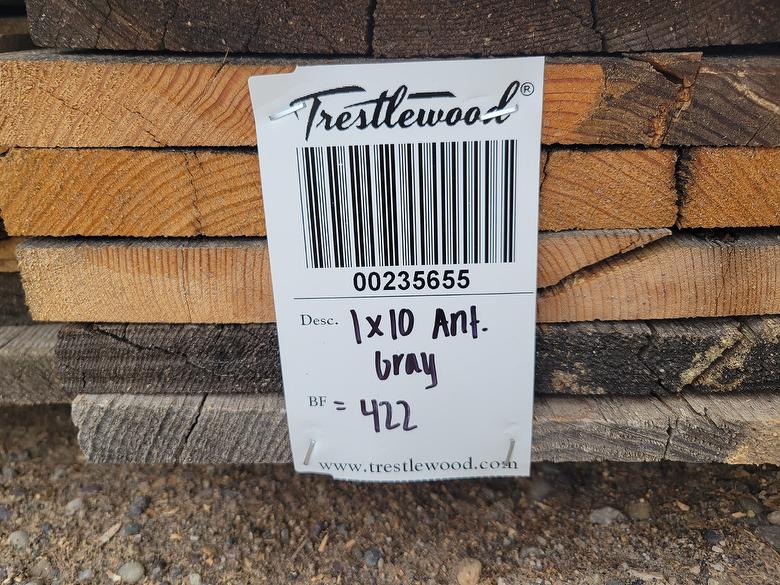 Trestlewood®
00235655
Desc. 1x10 Ant.
Gray
BF = 422
www.trestlewood.com